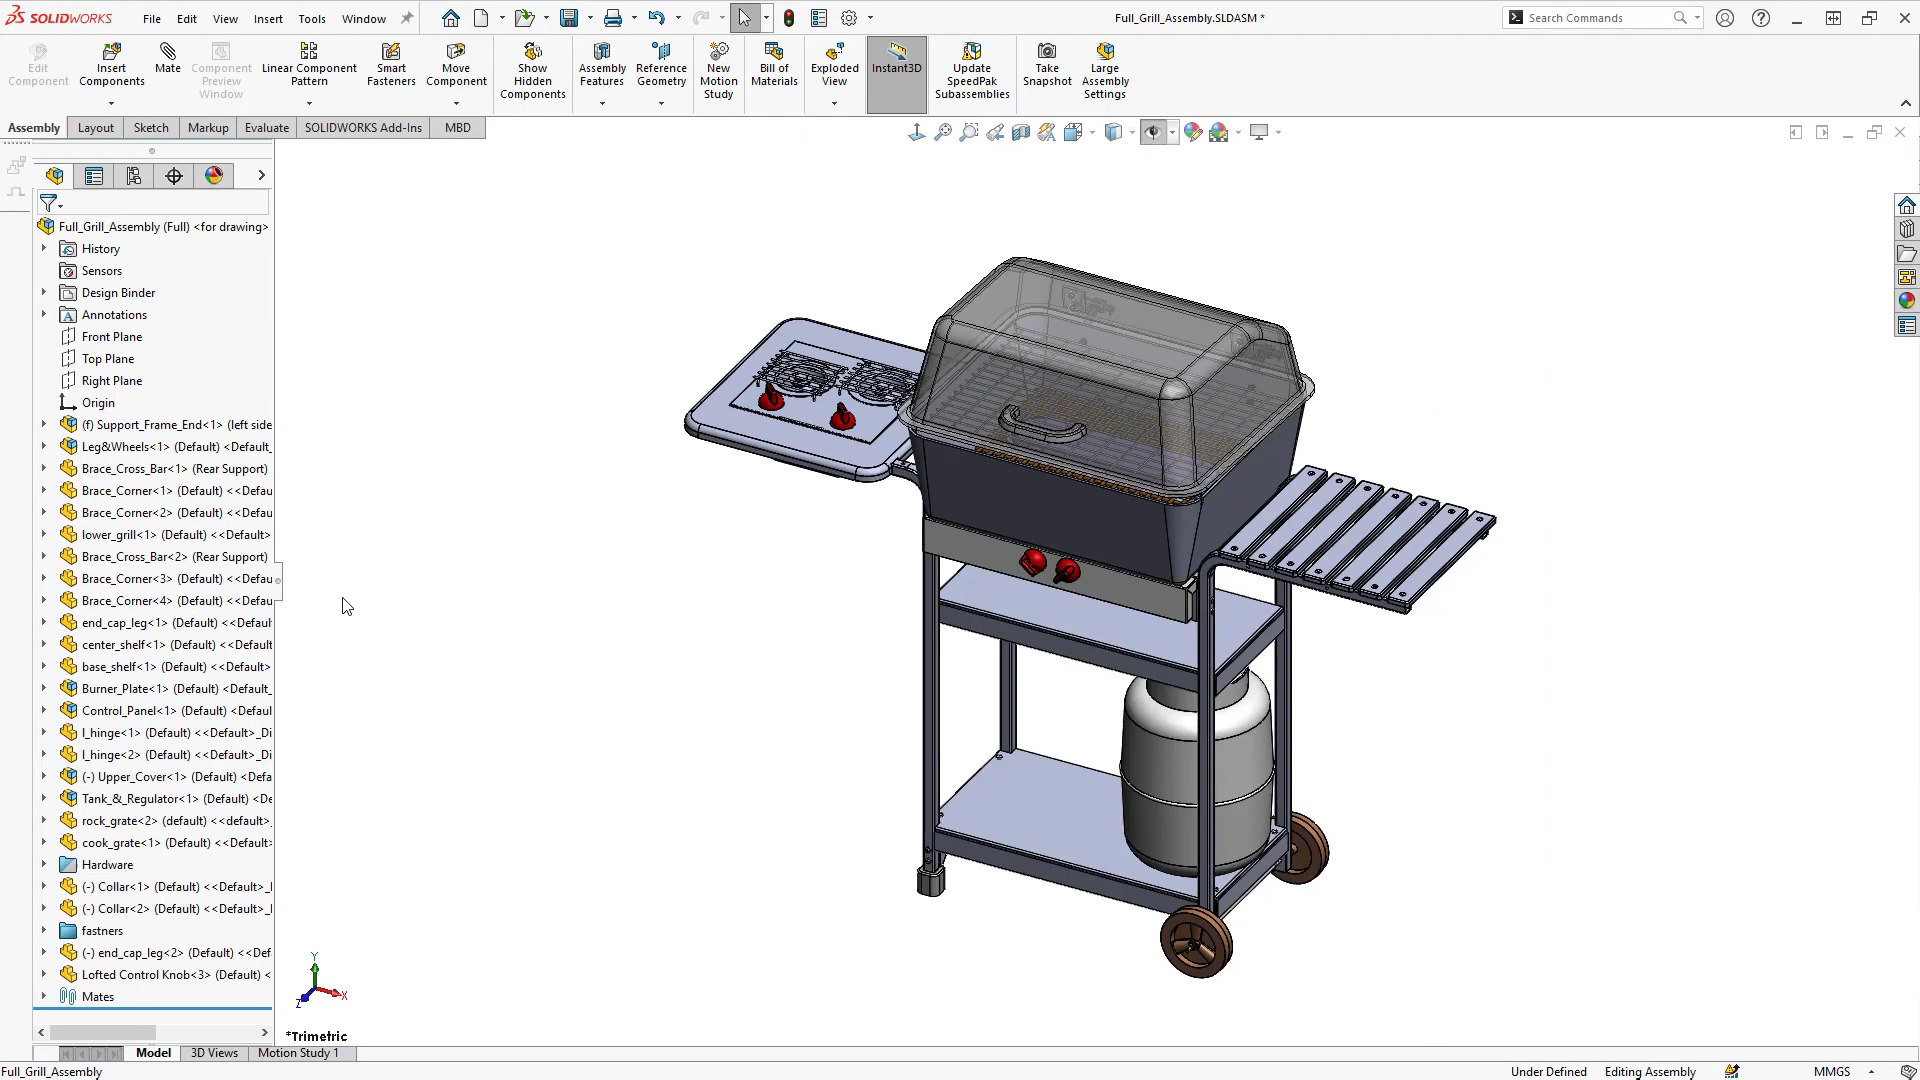 SOLIDWORKS
File Edit View Insert Tools Window
Full_Grill_Assembly.SLDASM *
Search Commands
Edit Component
Insert Components
Mate
Component Preview Window
Linear Component Pattern
Smart Fasteners
Move Component
Show Hidden Components
Assembly Features
Reference Geometry
New Motion Study
Bill of Materials
Exploded View
Instant3D
Update SpeedPak Subassemblies
Take Snapshot
Large Assembly Settings
Assembly Layout Sketch Markup Evaluate SOLIDWORKS Add-Ins MBD
Full_Grill_Assembly (Full) <for drawing>
History
Sensors
Design Binder
Annotations
Front Plane
Top Plane
Right Plane
Origin
(f) Support_Frame_End<1> (left side
Leg&Wheels<1> (Default) <Default_
Brace_Cross_Bar<1> (Rear Support)
Brace_Corner<1> (Default) <<Defau
Brace_Corner<2> (Default) <<Defau
lower_grill<1> (Default) <<Default>
Brace_Cross_Bar<2> (Rear Support)
Brace_Corner<3> (Default) <<Defau
Brace_Corner<4> (Default) <<Defau
end_cap_leg<1> (Default) <<Defaul
center_shelf<1> (Default) <<Default
base_shelf<1> (Default) <<Default>
Burner_Plate<1> (Default) <Default_
Control_Panel<1> (Default) <Defaul
l_hinge<1> (Default) <<Default>_Di
l_hinge<2> (Default) <<Default>_Di
(-) Upper_Cover<1> (Default) <Defa
Tank_&_Regulator<1> (Default) <De
rock_grate<2> (default) <<default>_
cook_grate<1> (Default) <<Default>
Hardware
(-) Collar<1> (Default) <<Default>_I
(-) Collar<2> (Default) <<Default>_I
fastners
(-) end_cap_leg<2> (Default) <<Def
Lofted Control Knob<3> (Default) <
Mates
Y
X
Z
*Trimetric
Model 3D Views Motion Study 1
Full_Grill_Assembly
Under Defined Editing Assembly MMGS